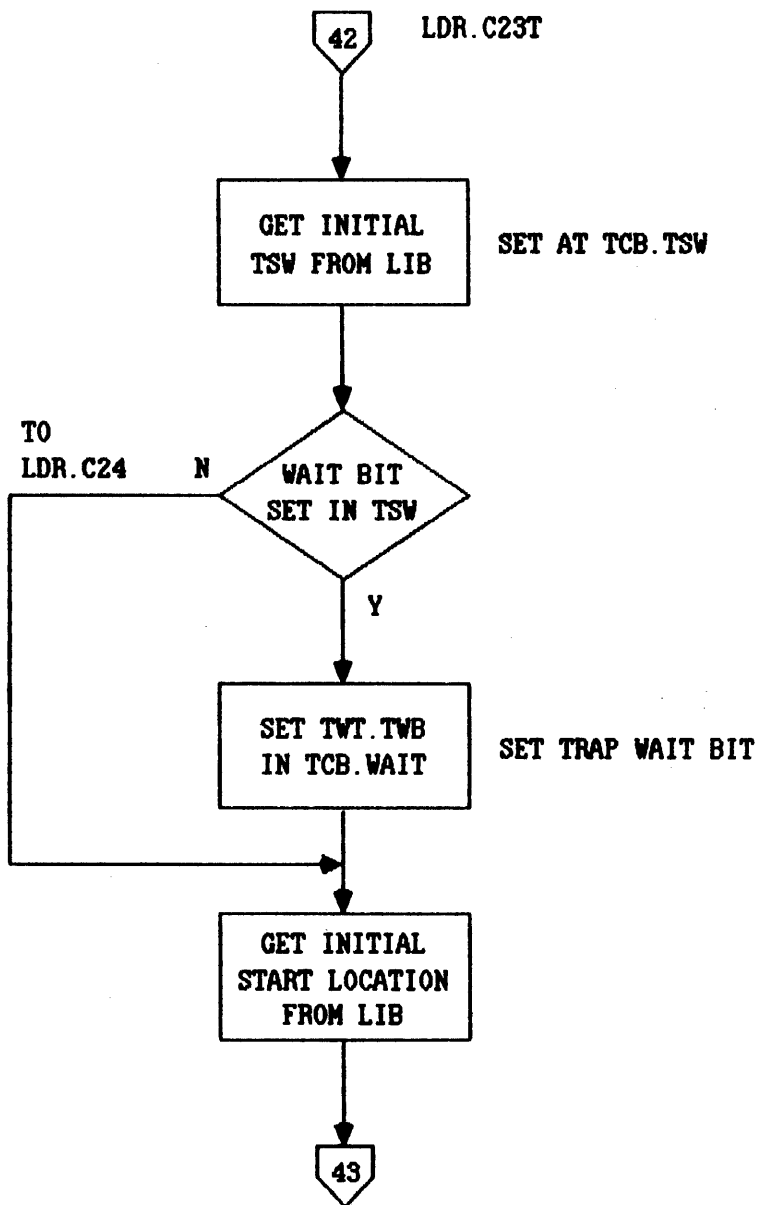 42
LDR.C23T
GET INITIAL
TSW FROM LIB
SET AT TCB.TSW
TO
LDR.C24
N
WAIT BIT
SET IN TSW
Y
SET TWT.TWB
IN TCB.WAIT
SET TRAP WAIT BIT
GET INITIAL
START LOCATION
FROM LIB
43